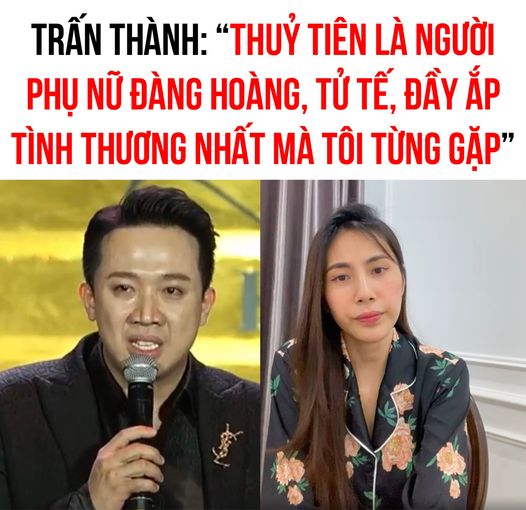 TRẤN THÀNH: “THUỶ TIÊN LÀ NGƯỜI
PHỤ NỮ ĐÀNG HOÀNG, TỬ TẾ, ĐẦY ẮP
TÌNH THƯƠNG NHẤT MÀ TÔI TỪNG GẶP”